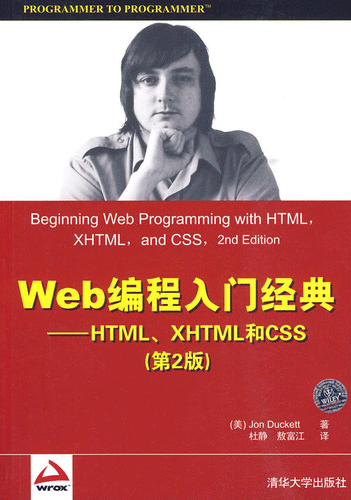 PROGRAMMER TO PROGRAMMER™
Beginning Web Programming with HTML,
XHTML, and CSS, 2nd Edition
Web编程入门经典
——HTML、XHTML和CSS
(第2版)
(美) Jon Duckett 著
杜静 敖富江 译
WILEY
wrox™
清华大学出版社